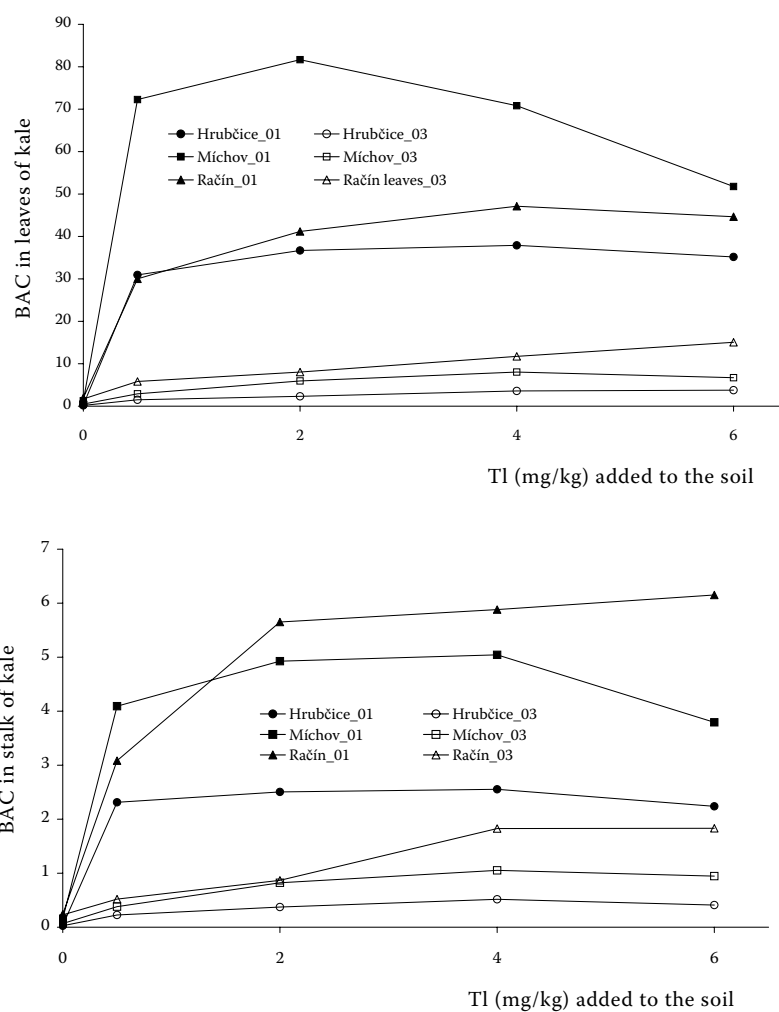 90
80
70
60
50
40
30
20
10
0
BAC in leaves of kale
Hrubčice_01 Hrubčice_03
Míchov_01 Míchov_03
Račín_01 Račín leaves_03
0 2 4 6
Tl (mg/kg) added to the soil
7
6
5
4
3
2
1
0
BAC in stalk of kale
Hrubčice_01 Hrubčice_03
Míchov_01 Míchov_03
Račín_01 Račín_03
0 2 4 6
Tl (mg/kg) added to the soil